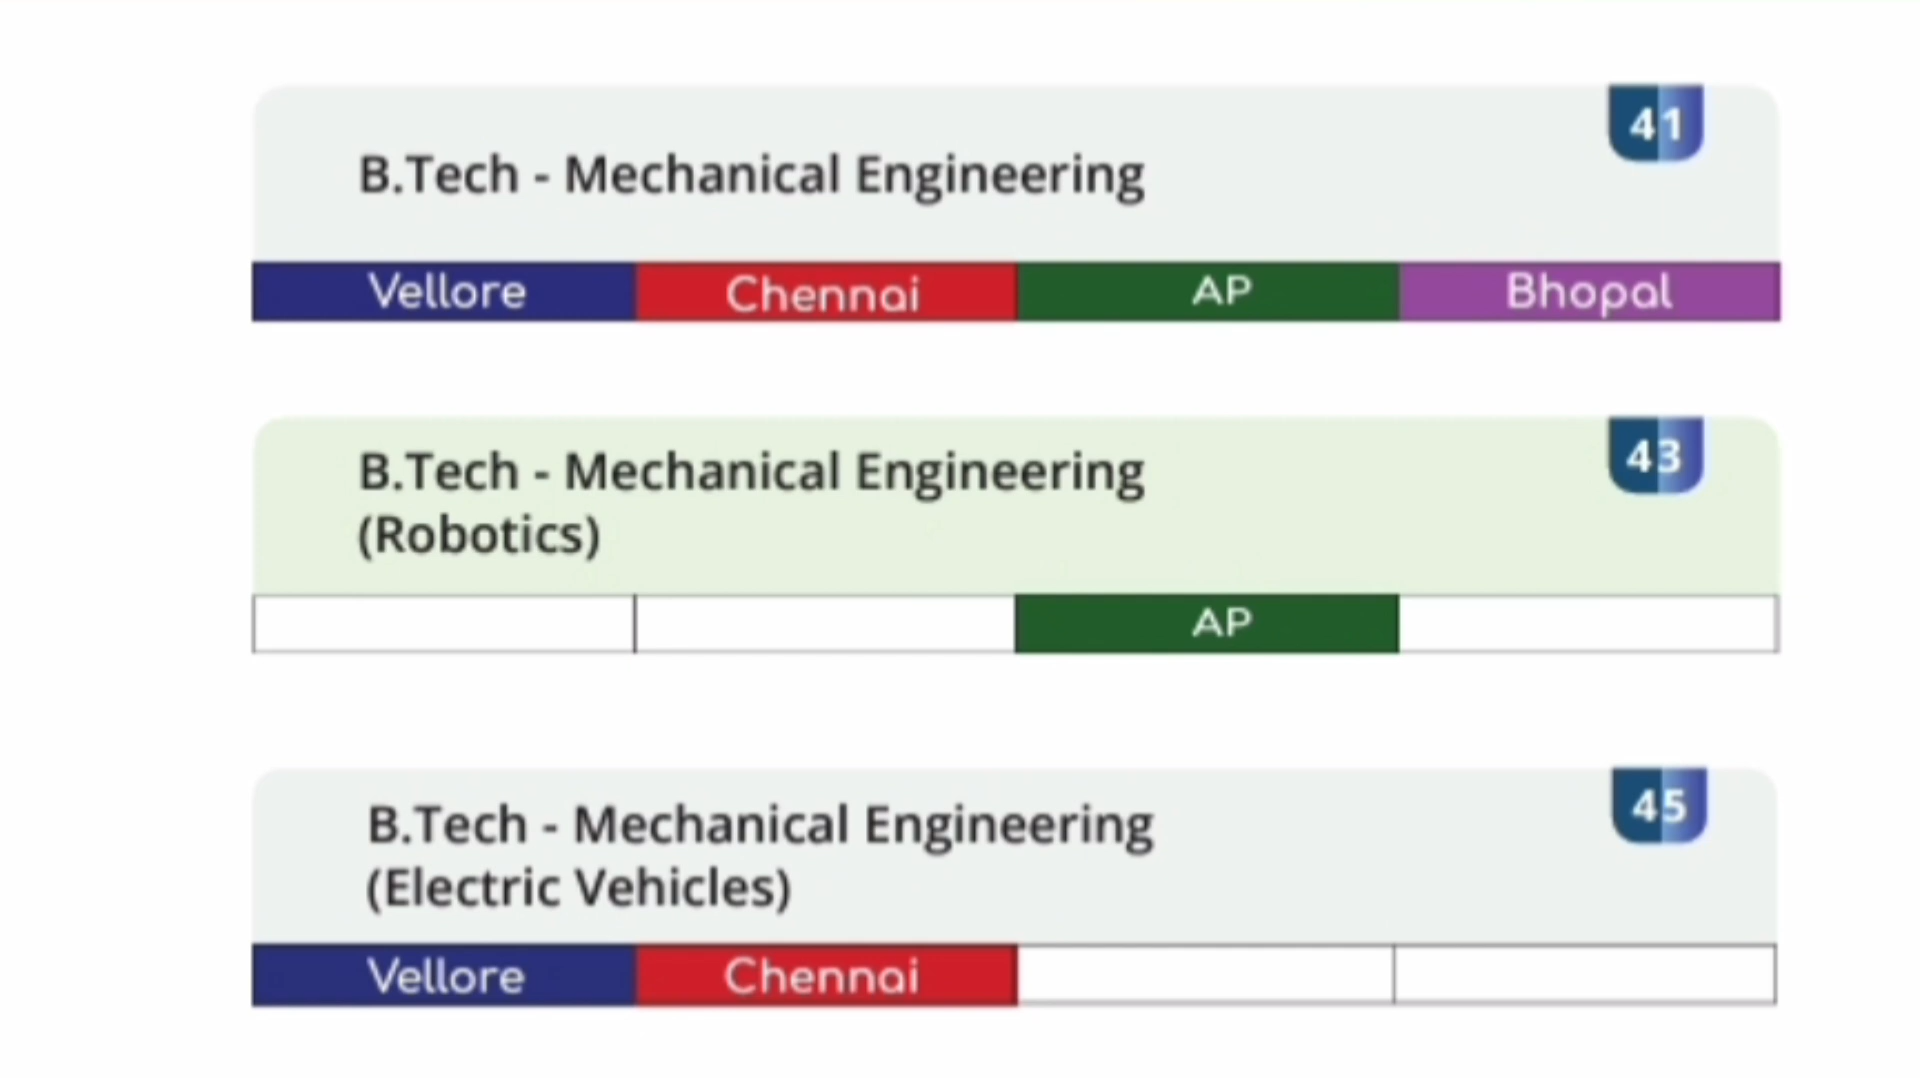 41
B.Tech - Mechanical Engineering
Vellore Chennai AP Bhopal
43
B.Tech - Mechanical Engineering
(Robotics)
AP
45
B.Tech - Mechanical Engineering
(Electric Vehicles)
Vellore Chennai